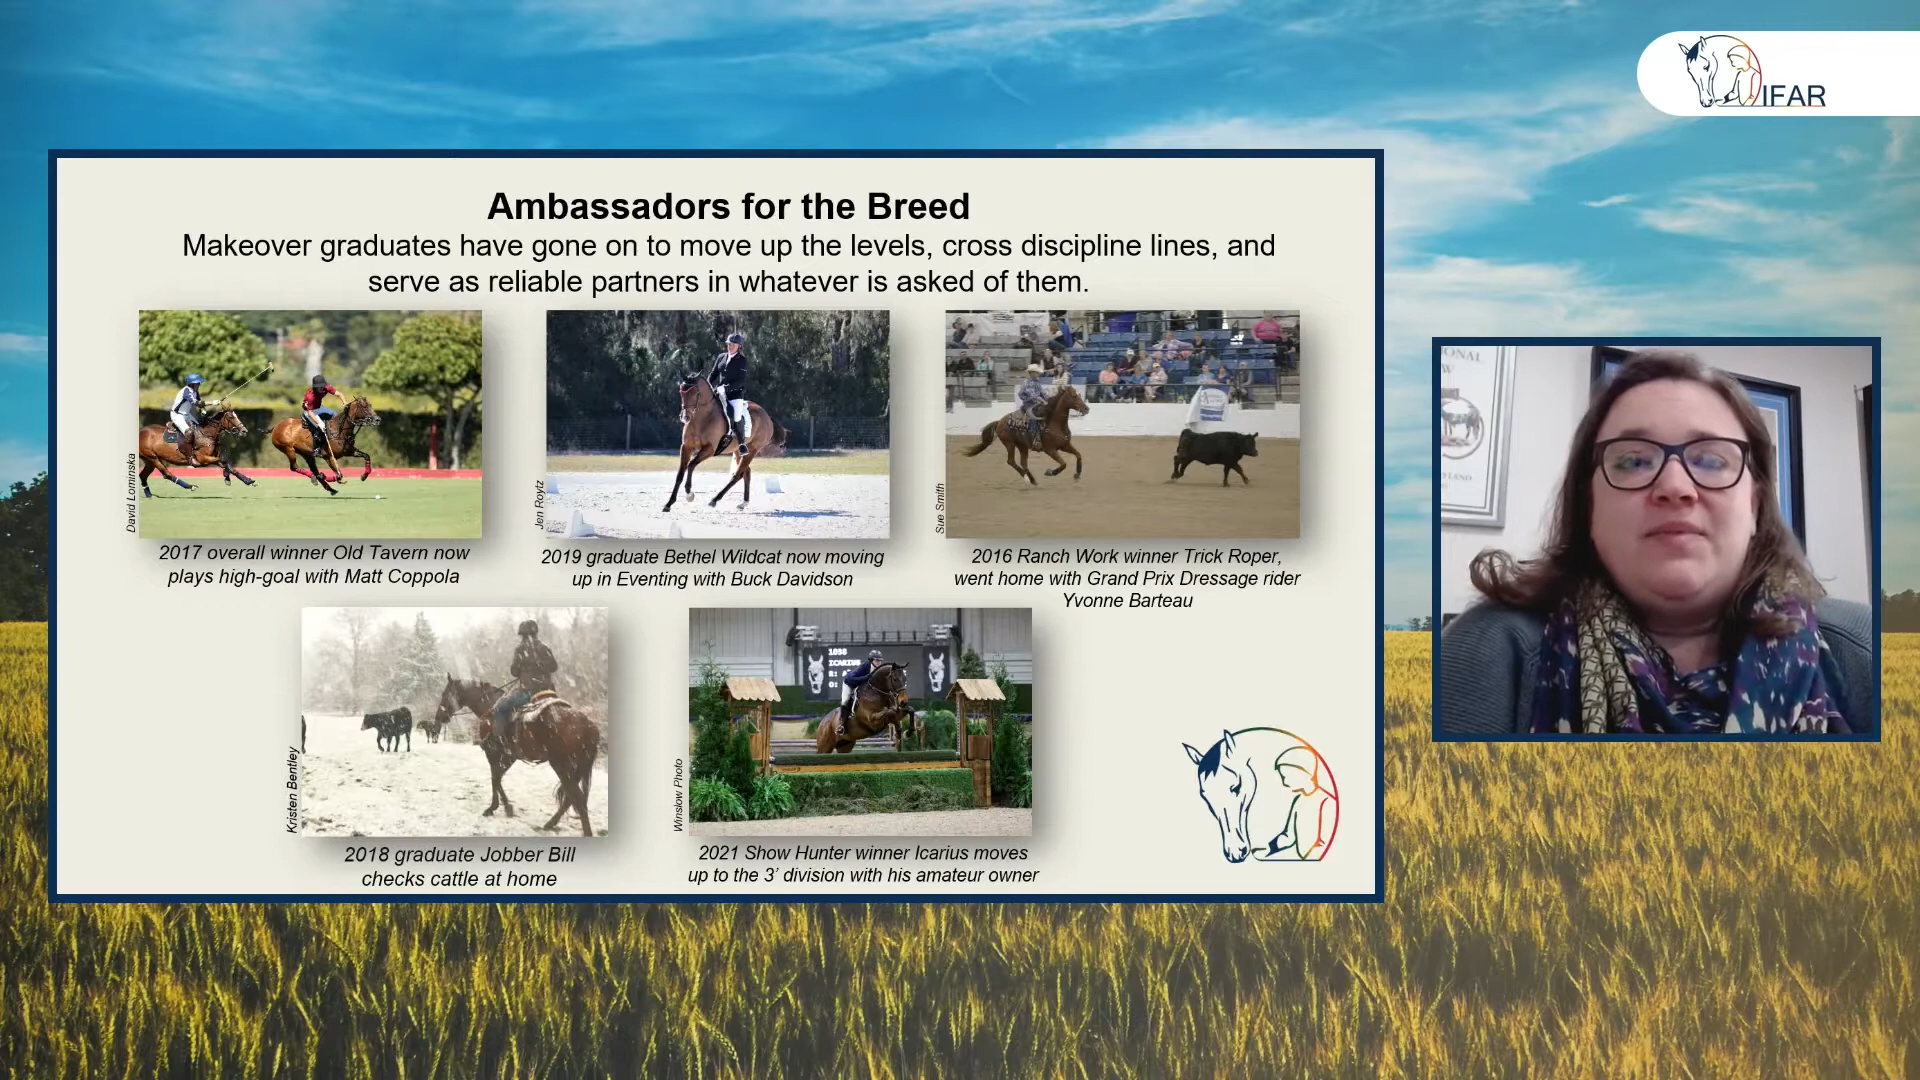 IFAR
Ambassadors for the Breed
Makeover graduates have gone on to move up the levels, cross discipline lines, and
serve as reliable partners in whatever is asked of them.
David Lominska
2017 overall winner Old Tavern now
plays high-goal with Matt Coppola
Jen Roytz
2019 graduate Bethel Wildcat now moving
up in Eventing with Buck Davidson
Sue Smith
2016 Ranch Work winner Trick Roper,
went home with Grand Prix Dressage rider
Yvonne Barteau
Kristen Bentley
2018 graduate Jobber Bill
checks cattle at home
Winslow Photo
1038
ICARIUS
R: A
O:
2021 Show Hunter winner Icarius moves
up to the 3’ division with his amateur owner
IONAL
W